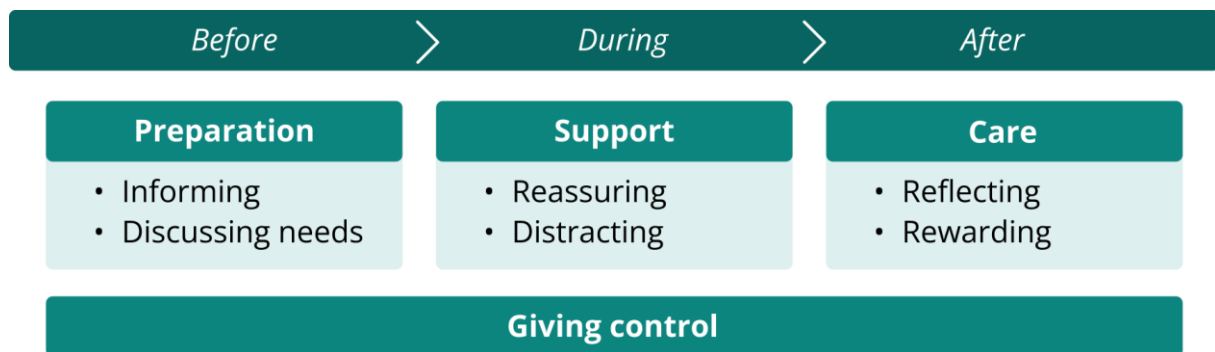 Before
During
After
Preparation
• Informing
• Discussing needs
Support
• Reassuring
• Distracting
Care
• Reflecting
• Rewarding
Giving control